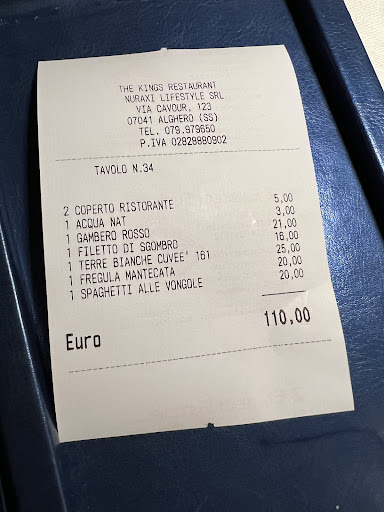 THE KINGS RESTAURANT
NURAXI LIFESTYLE SRL
VIA CAVOUR, 123
07041 ALGHERO (SS)
TEL. 079.979650
P.IVA 02828890902
TAVOLO N.34
2 COPERTO RISTORANTE 5,00
1 ACQUA NAT 3,00
1 GAMBERO ROSSO 21,00
1 FILETTO DI SGOMBRO 16,00
1 TERRE BIANCHE CUVEE' 161 25,00
1 FREGULA MANTECATA 20,00
1 SPAGHETTI ALLE VONGOLE 20,00
Euro 110,00